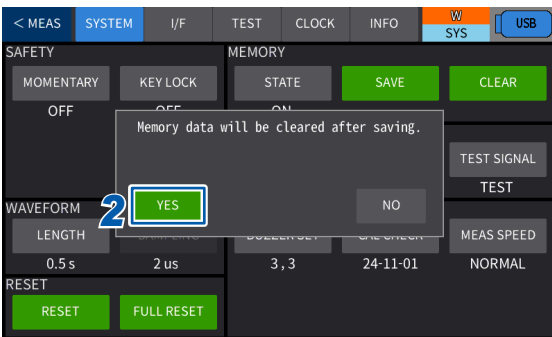 < MEAS SYSTEM I/F TEST CLOCK INFO W SYS USB
SAFETY MEMORY
MOMENTARY KEY LOCK STATE SAVE CLEAR
OFF OFF ON
Memory data will be cleared after saving.
TEST SIGNAL
TEST
2 YES NO
WAVEFORM
LENGTH MEAS SPEED
0.5 s 2 us 3,3 24-11-01 NORMAL
RESET
RESET FULL RESET